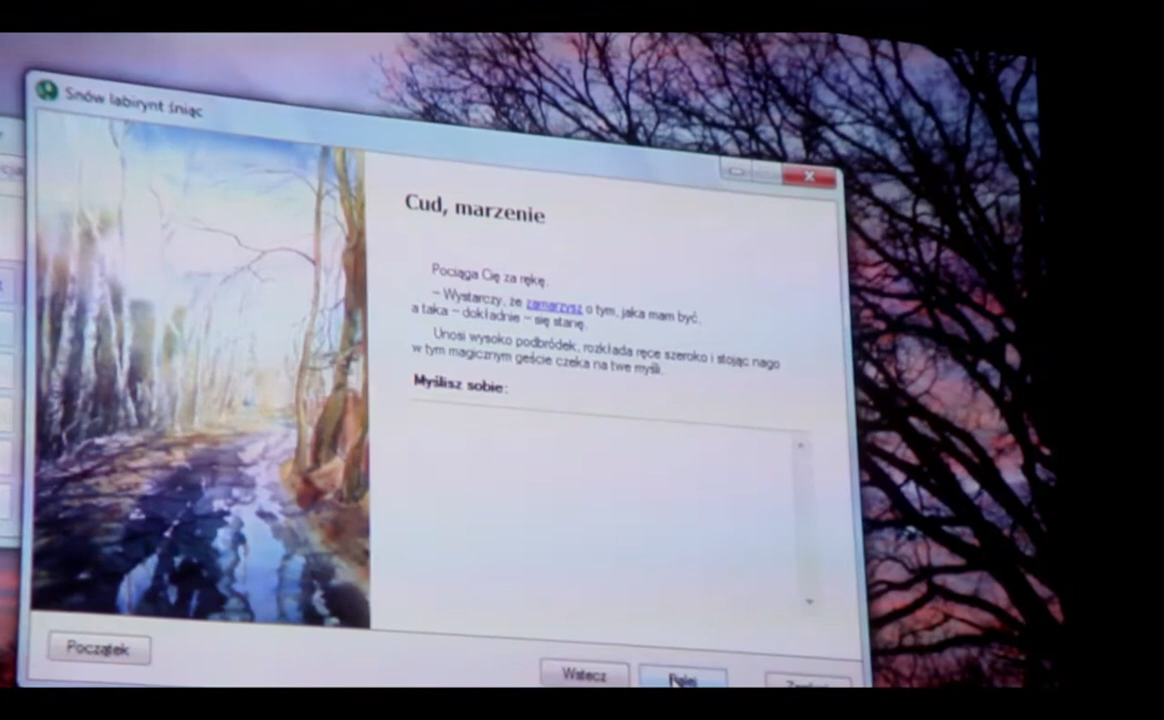 Snów labirynt śniąc
Cud, marzenie
Pociąga Cię za rękę.
– Wystarczy, że zamarzysz o tym, jaka mam być,
a taka – dokładnie – się stanę.
Unosi wysoko podbródek, rozkłada ręce szeroko i stojąc nago
w tym magicznym geście czeka na twe myśli.
Myślisz sobie:
Początek
Wstecz
Dalej